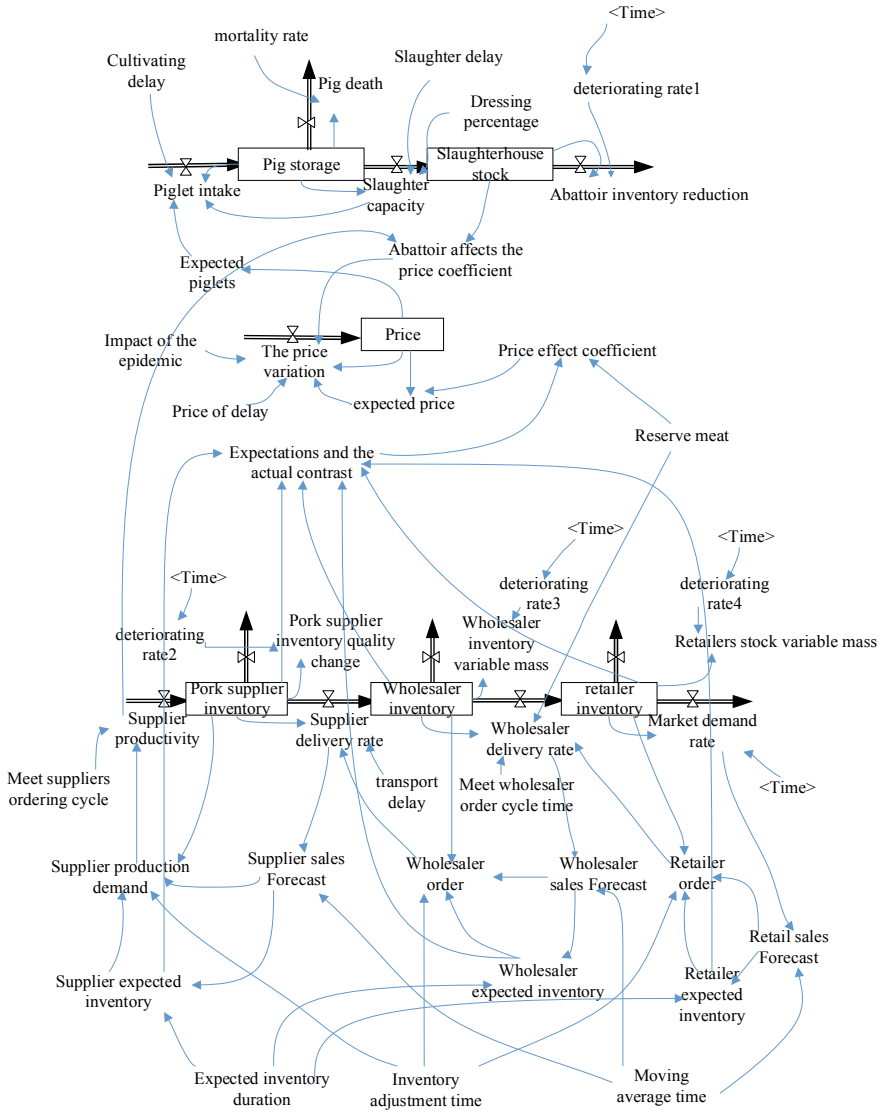 <Time>
mortality rate
Cultivating
delay
Slaughter delay
Pig death
deteriorating rate1
Dressing
percentage
Pig storage
Slaughterhouse
stock
Piglet intake
Slaughter
capacity
Abattoir inventory reduction
Expected
piglets
Abattoir affects the
price coefficient
Impact of the
epidemic
Price
The price
variation
Price effect coefficient
Price of delay
expected price
Reserve meat
Expectations and the
actual contrast
<Time>
<Time>
<Time>
deteriorating
rate3
deteriorating
rate4
deteriorating
rate2
Pork supplier
inventory quality
change
Wholesaler
inventory
variable mass
Retailers stock variable mass
Pork supplier
inventory
Wholesaler
inventory
retailer
inventory
Supplier
productivity
Supplier
delivery rate
Wholesaler
delivery rate
Market demand
rate
Meet suppliers
ordering cycle
transport
delay
Meet wholesaler
order cycle time
<Time>
Supplier production
demand
Supplier sales
Forecast
Wholesaler
order
Wholesaler
sales Forecast
Retailer
order
Retail sales
Forecast
Supplier expected
inventory
Wholesaler
expected inventory
Retailer
expected
inventory
Expected inventory
duration
Inventory
adjustment time
Moving
average time